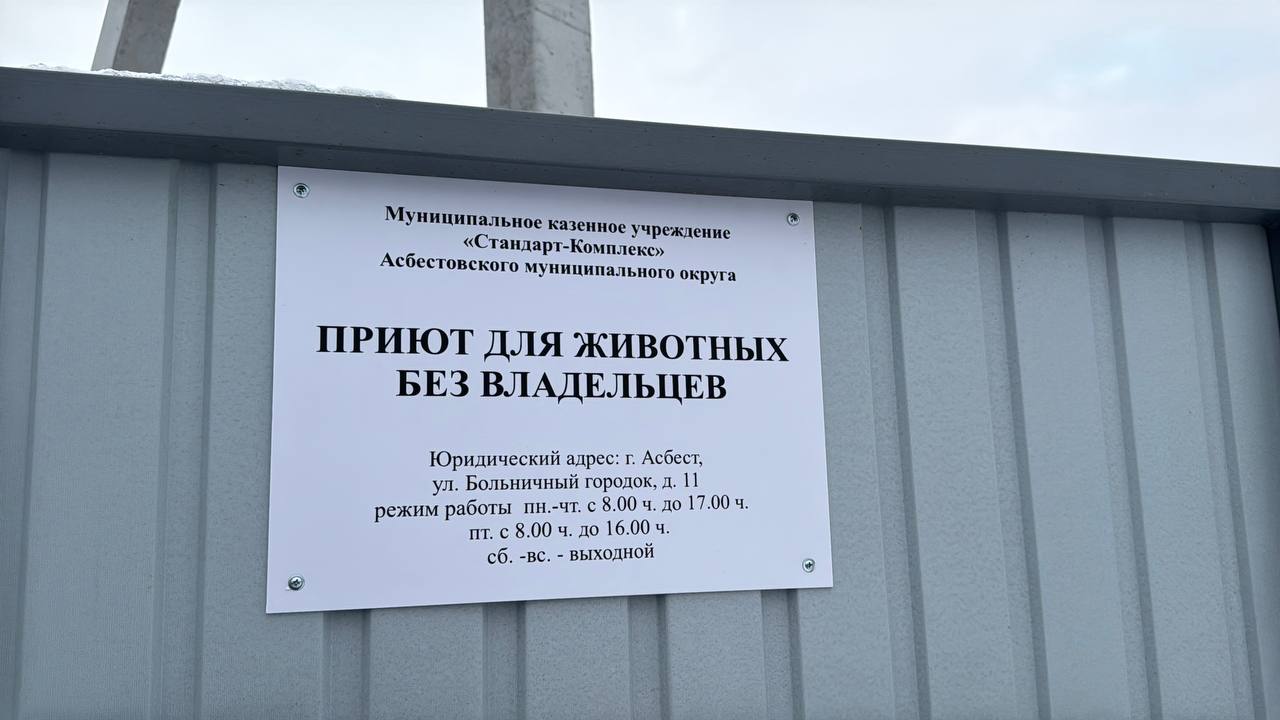 Муниципальное казенное учреждение
«Стандарт-Комплекс»
Асбестовского муниципального округа
ПРИЮТ ДЛЯ ЖИВОТНЫХ
БЕЗ ВЛАДЕЛЬЦЕВ
Юридический адрес: г. Асбест,
ул. Больничный городок, д. 11
режим работы пн.-чт. с 8.00 ч. до 17.00 ч.
пт. с 8.00 ч. до 16.00 ч.
сб. -вс. - выходной